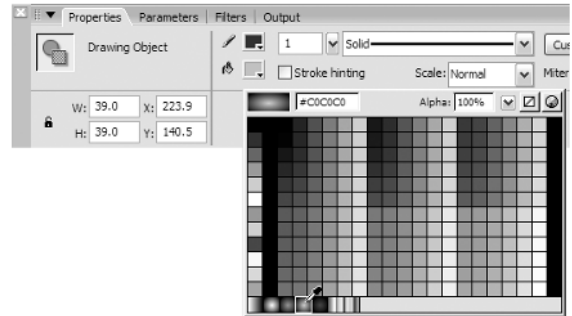 Properties Parameters Filters Output
Drawing Object 1 Solid Cus
Stroke hinting Scale: Normal Miter
W: 39.0 X: 223.9 #C0C0C0 Alpha: 100%
H: 39.0 Y: 140.5